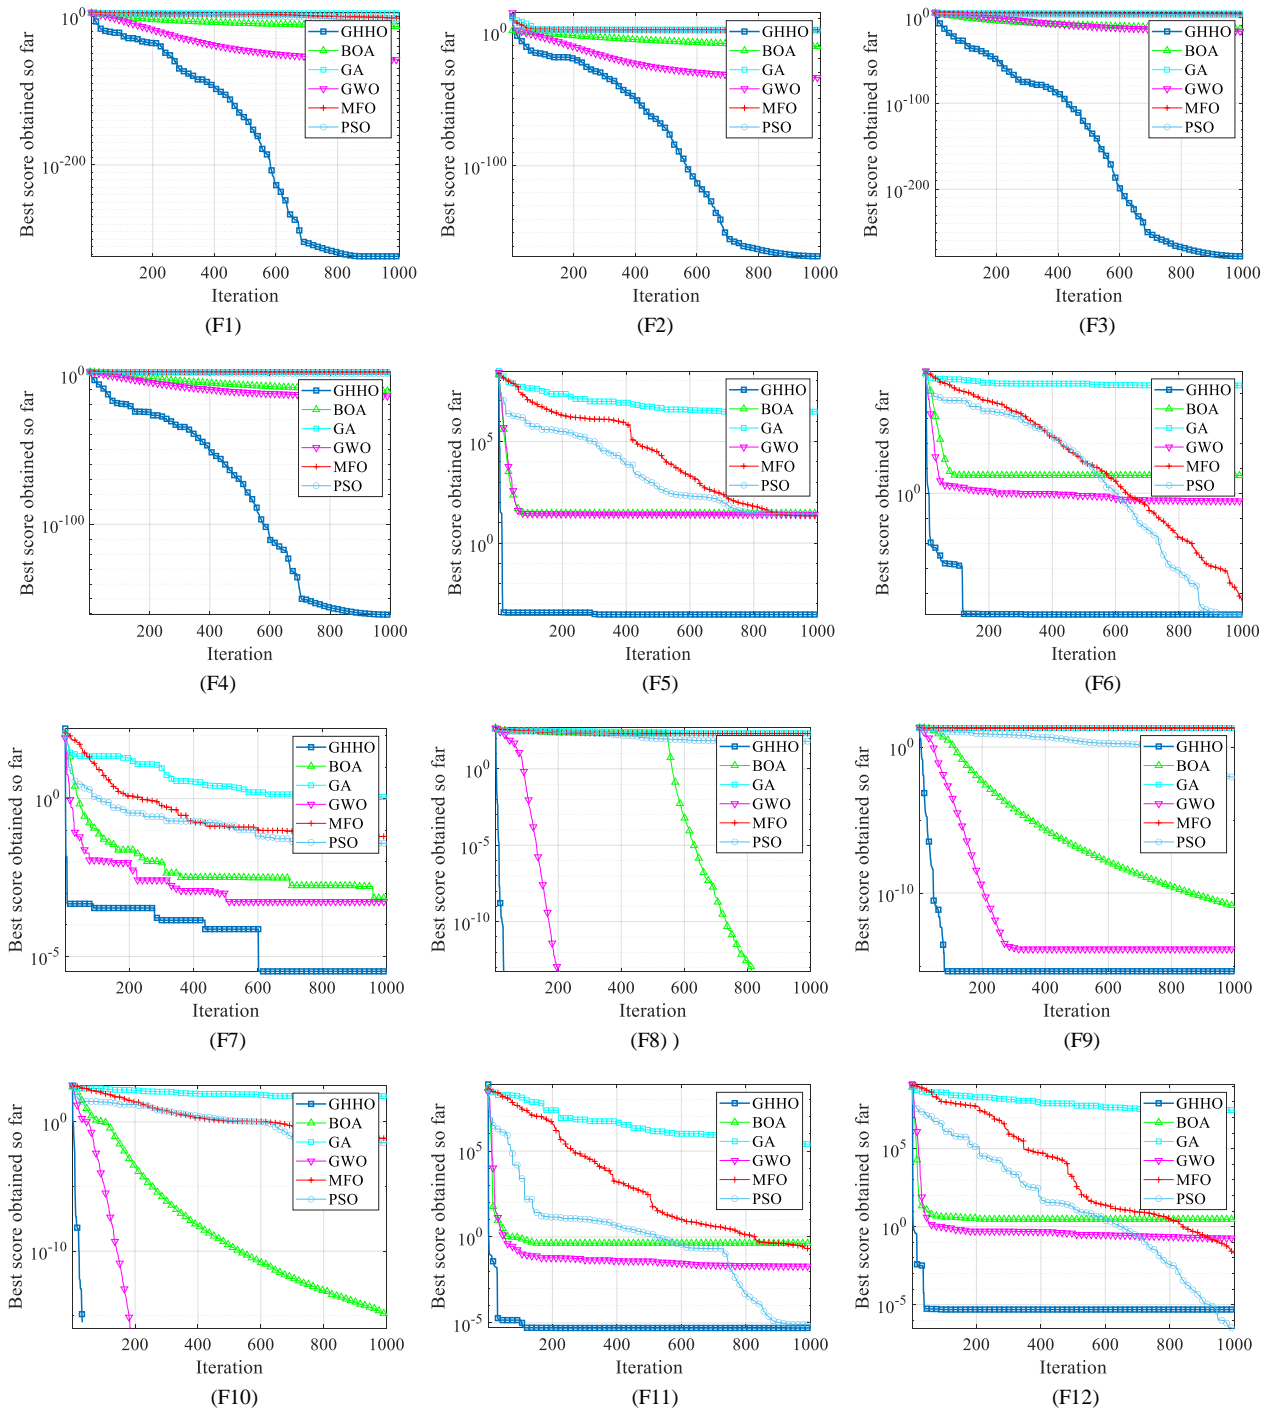 Best score obtained so far
10^0
10^-200
200 400 600 800 1000
Iteration
GHHO
BOA
GA
GWO
MFO
PSO
(F1)
Best score obtained so far
10^0
10^-100
200 400 600 800 1000
Iteration
GHHO
BOA
GA
GWO
MFO
PSO
(F2)
Best score obtained so far
10^0
10^-100
10^-200
200 400 600 800 1000
Iteration
GHHO
BOA
GA
GWO
MFO
PSO
(F3)
Best score obtained so far
10^0
10^-100
200 400 600 800 1000
Iteration
GHHO
BOA
GA
GWO
MFO
PSO
(F4)
Best score obtained so far
10^5
10^0
200 400 600 800 1000
Iteration
GHHO
BOA
GA
GWO
MFO
PSO
(F5)
Best score obtained so far
10^0
200 400 600 800 1000
Iteration
GHHO
BOA
GA
GWO
MFO
PSO
(F6)
Best score obtained so far
10^0
10^-5
200 400 600 800 1000
Iteration
GHHO
BOA
GA
GWO
MFO
PSO
(F7)
Best score obtained so far
10^0
10^-5
10^-10
200 400 600 800 1000
Iteration
GHHO
BOA
GA
GWO
MFO
PSO
(F8) )
Best score obtained so far
10^0
10^-10
200 400 600 800 1000
Iteration
GHHO
BOA
GA
GWO
MFO
PSO
(F9)
Best score obtained so far
10^0
10^-10
200 400 600 800 1000
Iteration
GHHO
BOA
GA
GWO
MFO
PSO
(F10)
Best score obtained so far
10^5
10^0
10^-5
200 400 600 800 1000
Iteration
GHHO
BOA
GA
GWO
MFO
PSO
(F11)
Best score obtained so far
10^5
10^0
10^-5
200 400 600 800 1000
Iteration
GHHO
BOA
GA
GWO
MFO
PSO
(F12)